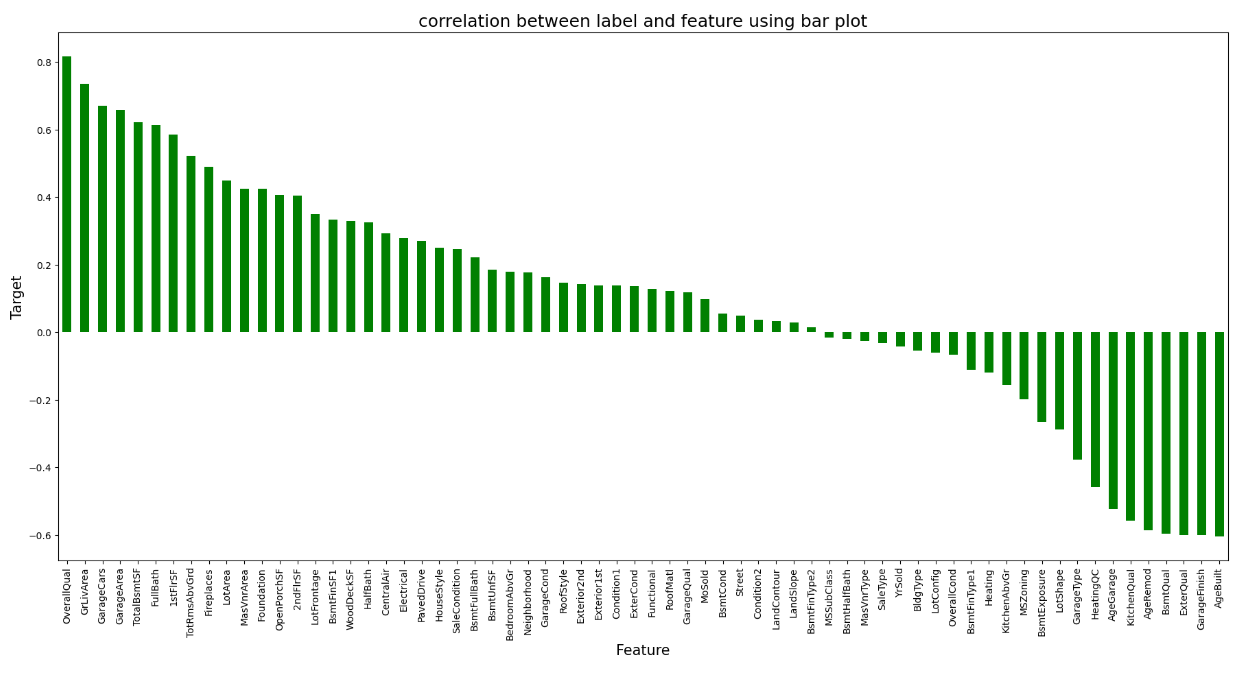 correlation between label and feature using bar plot
Target
0.8
0.6
0.4
0.2
0.0
−0.2
−0.4
−0.6
OverallQual
GrLivArea
GarageCars
GarageArea
TotalBsmtSF
FullBath
1stFlrSF
TotRmsAbvGrd
Fireplaces
LotArea
MasVnrArea
Foundation
OpenPorchSF
2ndFlrSF
LotFrontage
BsmtFinSF1
WoodDeckSF
HalfBath
CentralAir
Electrical
PavedDrive
HouseStyle
SaleCondition
BsmtFullBath
BsmtUnfSF
BedroomAbvGr
Neighborhood
GarageCond
RoofStyle
Exterior2nd
Exterior1st
Condition1
ExterCond
Functional
RoofMatl
GarageQual
MoSold
BsmtCond
Street
Condition2
LandContour
LandSlope
BsmtFinType2
MSSubClass
BsmtHalfBath
MasVnrType
SaleType
YrSold
BldgType
LotConfig
OverallCond
BsmtFinType1
Heating
KitchenAbvGr
MSZoning
BsmtExposure
LotShape
GarageType
HeatingQC
AgeGarage
KitchenQual
AgeRemod
BsmtQual
ExterQual
GarageFinish
AgeBuilt
Feature